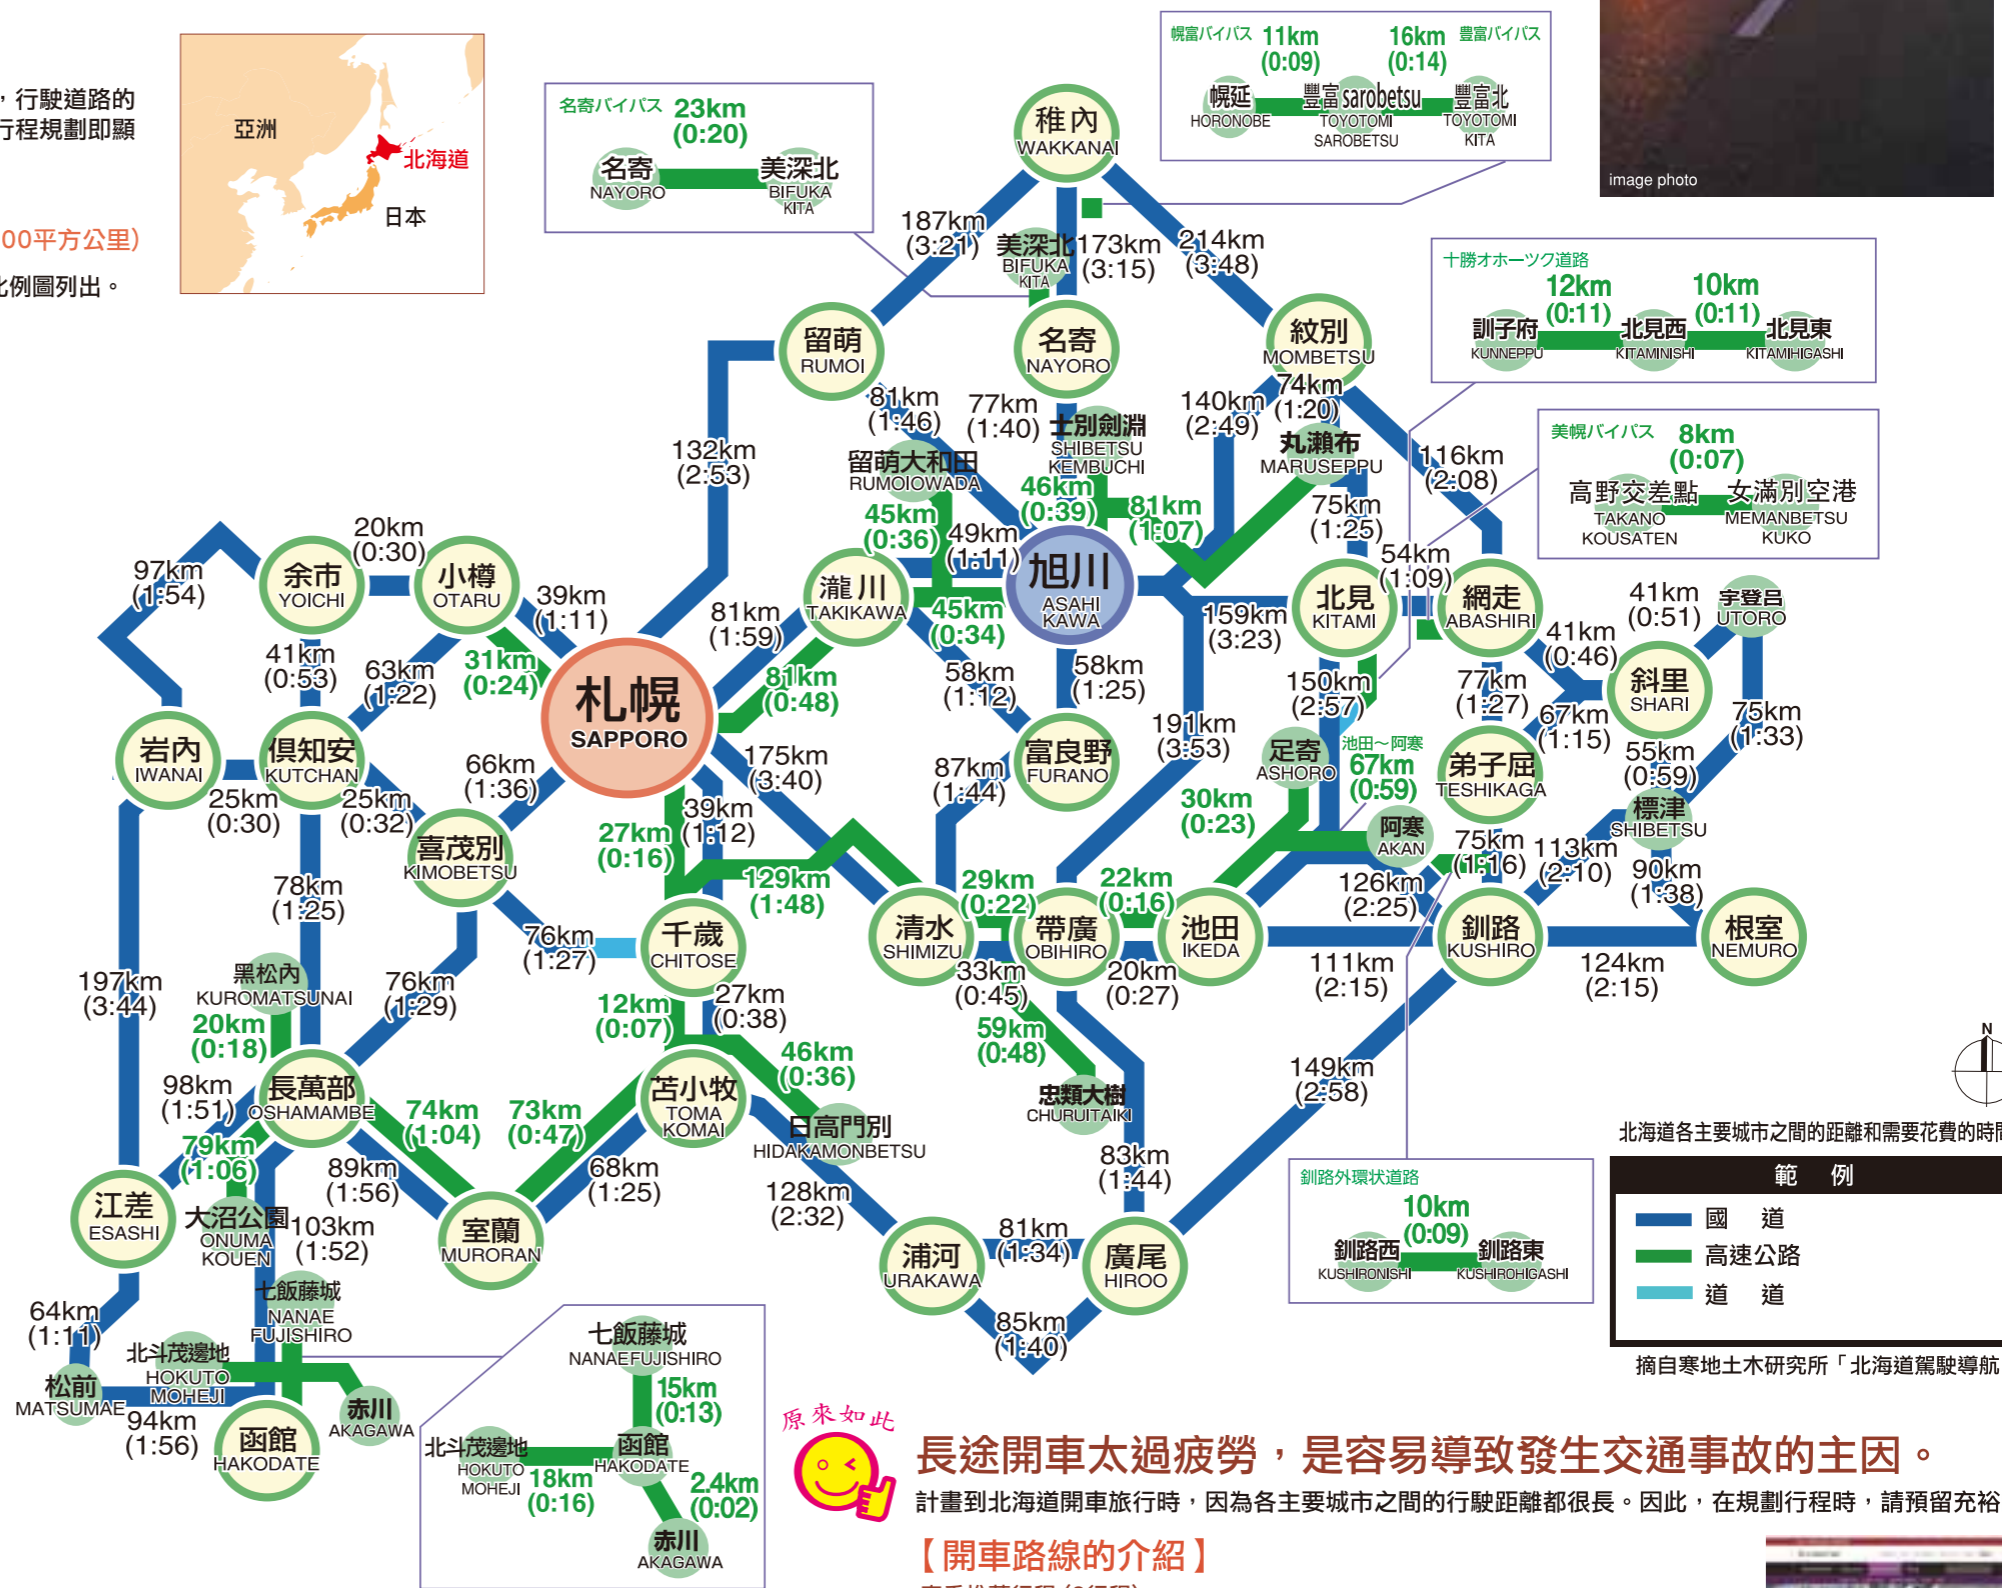 ，行駛道路的
行程規劃即顯
00平方公里）
比例圖列出。
亞洲
北海道
日本
名寄バイパス 23km
(0:20)
名寄
NAYORO
美深北
BIFUKA
KITA
幌富バイパス 11km
(0:09)
16km 豊富バイパス
(0:14)
幌延
HORONOBE
豐富sarobetsu
TOYOTOMI
SAROBETSU
豐富北
TOYOTOMI
KITA
image photo
稚內
WAKKANAI
187km
(3:21)
美深北
BIFUKA
KITA
173km
(3:15)
214km
(3:48)
十勝オホーツク道路
12km
(0:11)
10km
(0:11)
訓子府
KUNNEPPU
北見西
KITAMINISHI
北見東
KITAMIHIGASHI
留萌
RUMOI
名寄
NAYORO
紋別
MOMBETSU
美幌バイパス 8km
(0:07)
高野交差點
TAKANO
KOUSATEN
女滿別空港
MEMANBETSU
KUKO
132km
(2:53)
81km
(1:46)
77km
(1:40)
士別劍淵
SHIBETSU
KEMBUCHI
140km
(2:49)
74km
(1:20)
丸瀨布
MARUSEPPU
116km
(2:08)
留萌大和田
RUMOIOWADA
45km
(0:36)
46km
(0:39)
81km
(1:07)
49km
(1:11)
75km
(1:25)
54km
(1:09)
97km
(1:54)
余市
YOICHI
20km
(0:30)
小樽
OTARU
39km
(1:11)
81km
(1:59)
瀧川
TAKIKAWA
45km
(0:34)
旭川
ASAHI
KAWA
159km
(3:23)
北見
KITAMI
網走
ABASHIRI
41km
(0:51)
宇登呂
UTORO
41km
(0:53)
63km
(1:22)
31km
(0:24)
札幌
SAPPORO
81km
(0:48)
58km
(1:12)
58km
(1:25)
150km
(2:57)
77km
(1:27)
41km
(0:46)
斜里
SHARI
67km
(1:15)
75km
(1:33)
岩內
IWANAI
倶知安
KUTCHAN
25km
(0:30)
25km
(0:32)
66km
(1:36)
175km
(3:40)
87km
(1:44)
富良野
FURANO
191km
(3:53)
足寄
ASHORO
池田～阿寒
67km
(0:59)
弟子屈
TESHIKAGA
55km
(0:59)
標津
SHIBETSU
喜茂別
KIMOBETSU
27km
(0:16)
39km
(1:12)
129km
(1:48)
30km
(0:23)
阿寒
AKAN
75km
(1:16)
113km
(2:10)
90km
(1:38)
78km
(1:25)
76km
(1:27)
千歲
CHITOSE
清水
SHIMIZU
29km
(0:22)
帶廣
OBIHIRO
22km
(0:16)
池田
IKEDA
126km
(2:25)
釧路
KUSHIRO
根室
NEMURO
197km
(3:44)
黑松內
KUROMATSUNAI
20km
(0:18)
76km
(1:29)
12km
(0:07)
27km
(0:38)
33km
(0:45)
20km
(0:27)
111km
(2:15)
124km
(2:15)
59km
(0:48)
46km
(0:36)
149km
(2:58)
N
98km
(1:51)
長萬部
OSHAMAMBE
74km
(1:04)
73km
(0:47)
苫小牧
TOMA
KOMAI
日高門別
HIDAKAMONBETSU
忠類大樹
CHURUITAIKI
北海道各主要城市之間的距離和需要花費的時間
79km
(1:06)
89km
(1:56)
68km
(1:25)
128km
(2:32)
83km
(1:44)
江差
ESASHI
大沼公園
ONUMA
KOUEN
103km
(1:52)
室蘭
MURORAN
浦河
URAKAWA
81km
(1:34)
廣尾
HIROO
85km
(1:40)
釧路外環状道路
10km
(0:09)
釧路西
KUSHIRONISHI
釧路東
KUSHIROHIGASHI
範 例
國 道
高速公路
道 道
摘自寒地土木研究所「北海道駕駛導航
64km
(1:11)
七飯藤城
NANAE
FUJISHIRO
北斗茂邊地
HOKUTO
MOHEJI
松前
MATSUMAE
94km
(1:56)
函館
HAKODATE
赤川
AKAGAWA
七飯藤城
NANAEFUJISHIRO
15km
(0:13)
北斗茂邊地
HOKUTO
MOHEJI
18km
(0:16)
函館
HAKODATE
2.4km
(0:02)
赤川
AKAGAWA
原來如此
長途開車太過疲勞，是容易導致發生交通事故的主因。
計畫到北海道開車旅行時，因為各主要城市之間的行駛距離都很長。因此，在規劃行程時，請預留充裕
【開車路線的介紹】